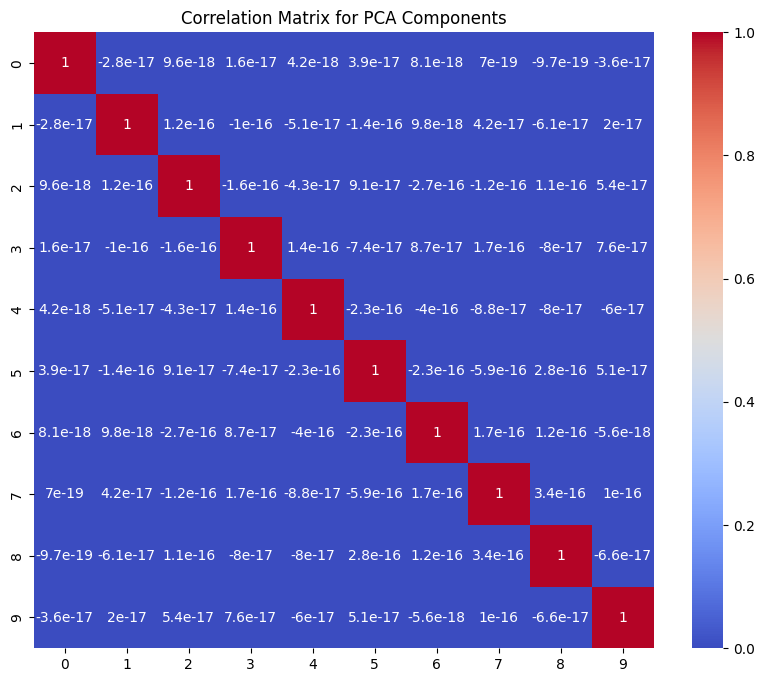 Correlation Matrix for PCA Components
0 1 -2.8e-17 9.6e-18 1.6e-17 4.2e-18 3.9e-17 8.1e-18 7e-19 -9.7e-19 -3.6e-17
1 -2.8e-17 1 1.2e-16 -1e-16 -5.1e-17 -1.4e-16 9.8e-18 4.2e-17 -6.1e-17 2e-17
2 9.6e-18 1.2e-16 1 -1.6e-16 -4.3e-17 9.1e-17 -2.7e-16 -1.2e-16 1.1e-16 5.4e-17
3 1.6e-17 -1e-16 -1.6e-16 1 1.4e-16 -7.4e-17 8.7e-17 1.7e-16 -8e-17 7.6e-17
4 4.2e-18 -5.1e-17 -4.3e-17 1.4e-16 1 -2.3e-16 -4e-16 -8.8e-17 -8e-17 -6e-17
5 3.9e-17 -1.4e-16 9.1e-17 -7.4e-17 -2.3e-16 1 -2.3e-16 -5.9e-16 2.8e-16 5.1e-17
6 8.1e-18 9.8e-18 -2.7e-16 8.7e-17 -4e-16 -2.3e-16 1 1.7e-16 1.2e-16 -5.6e-18
7 7e-19 4.2e-17 -1.2e-16 1.7e-16 -8.8e-17 -5.9e-16 1.7e-16 1 3.4e-16 1e-16
8 -9.7e-19 -6.1e-17 1.1e-16 -8e-17 -8e-17 2.8e-16 1.2e-16 3.4e-16 1 -6.6e-17
9 -3.6e-17 2e-17 5.4e-17 7.6e-17 -6e-17 5.1e-17 -5.6e-18 1e-16 -6.6e-17 1
0 1 2 3 4 5 6 7 8 9
1.0
0.8
0.6
0.4
0.2
0.0